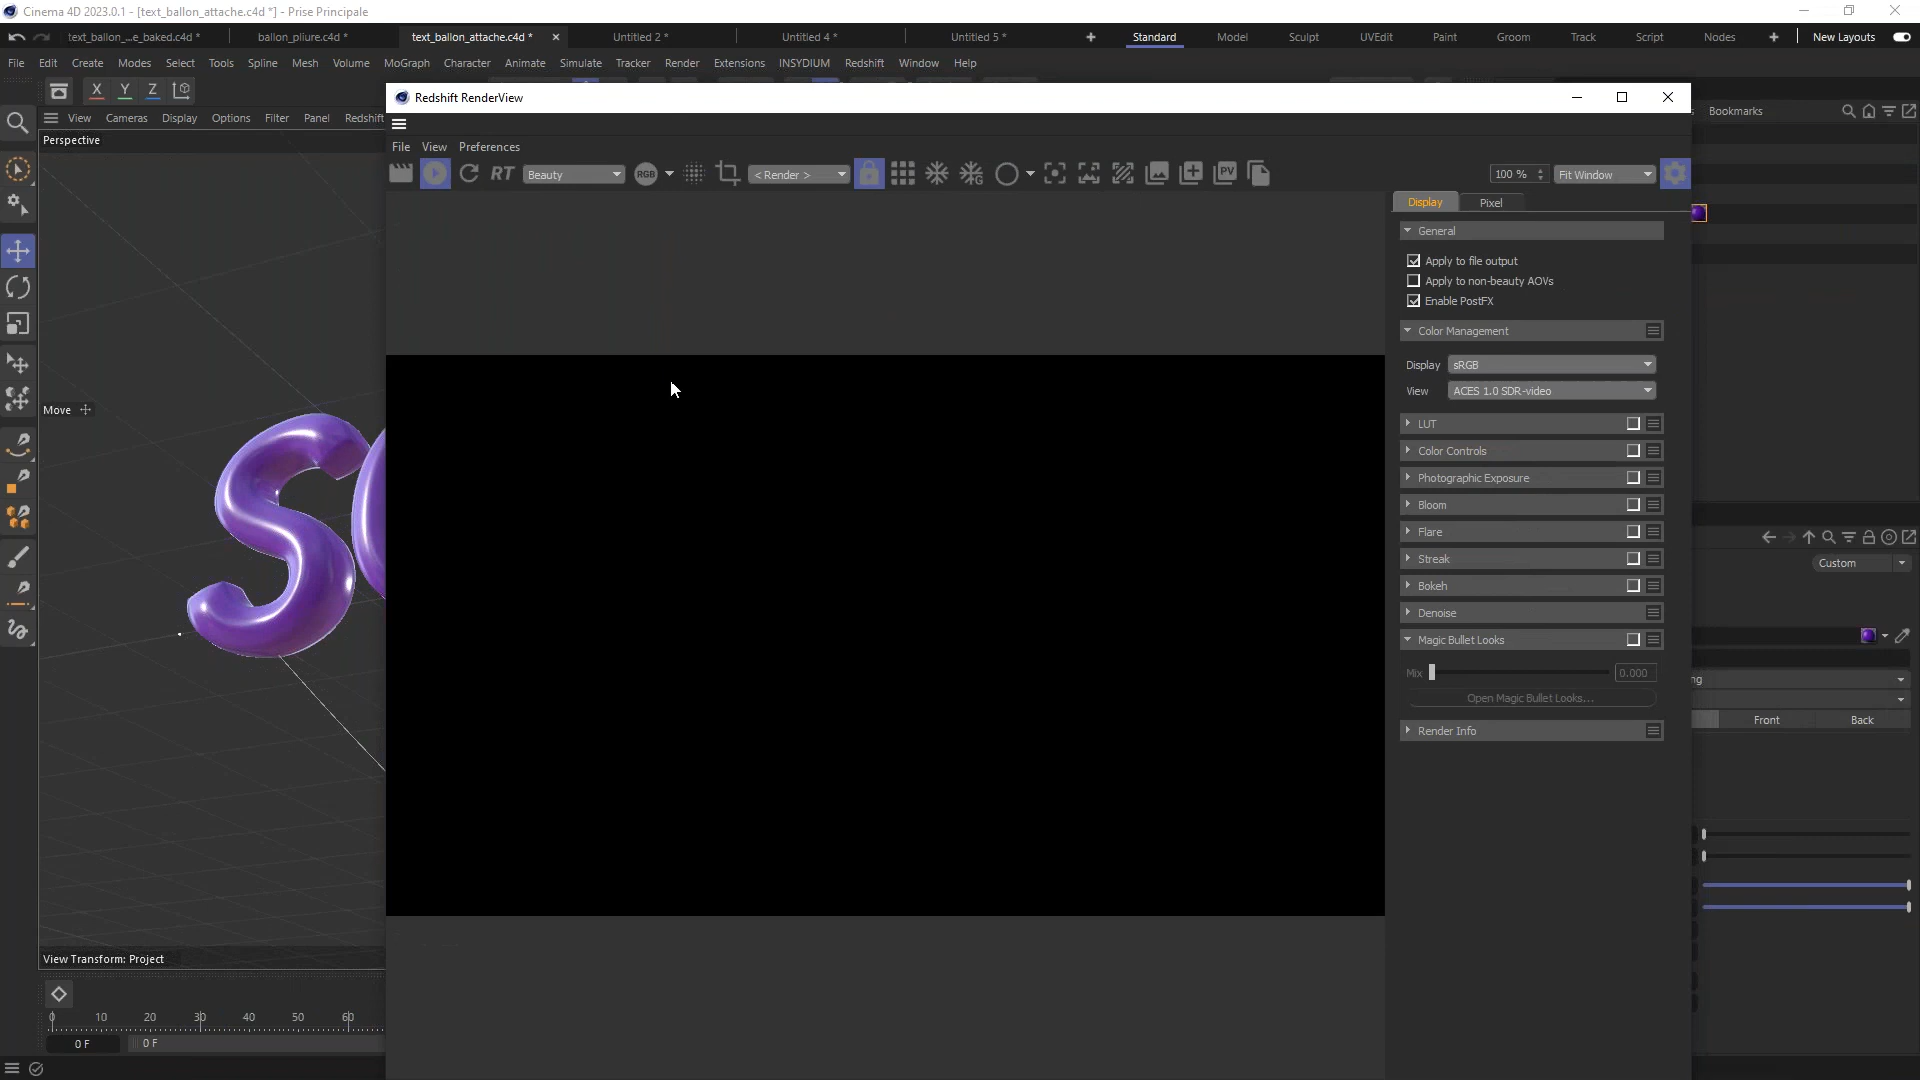 Cinema 4D 2023.0.1 - [text_ballon_attache.c4d *] - Prise Principale
text_ballon_...e_baked.c4d *
ballon_pliure.c4d *
text_ballon_attache.c4d *
Untitled 2 *
Untitled 4 *
Untitled 5 *
Standard
Model
Sculpt
UVEdit
Paint
Groom
Track
Script
Nodes
New Layouts
File Edit Create Modes Select Tools Spline Mesh Volume MoGraph Character Animate Simulate Tracker Render Extensions INSYDIUM Redshift Window Help
X Y Z
Redshift RenderView
Bookmarks
View Cameras Display Options Filter Panel Redshift
Perspective
File View Preferences
RT
Beauty
RGB
< Render >
G
PV
100 %
Fit Window
Display
Pixel
General
Apply to file output
Apply to non-beauty AOVs
Enable PostFX
Color Management
Display sRGB
View ACES 1.0 SDR-video
LUT
Color Controls
Photographic Exposure
Bloom
Flare
Streak
Bokeh
Denoise
Magic Bullet Looks
Mix 0.000
Open Magic Bullet Looks...
Render Info
Move
Custom
ng
Front
Back
View Transform: Project
0 10 20 30 40 50 60
0 F
0 F